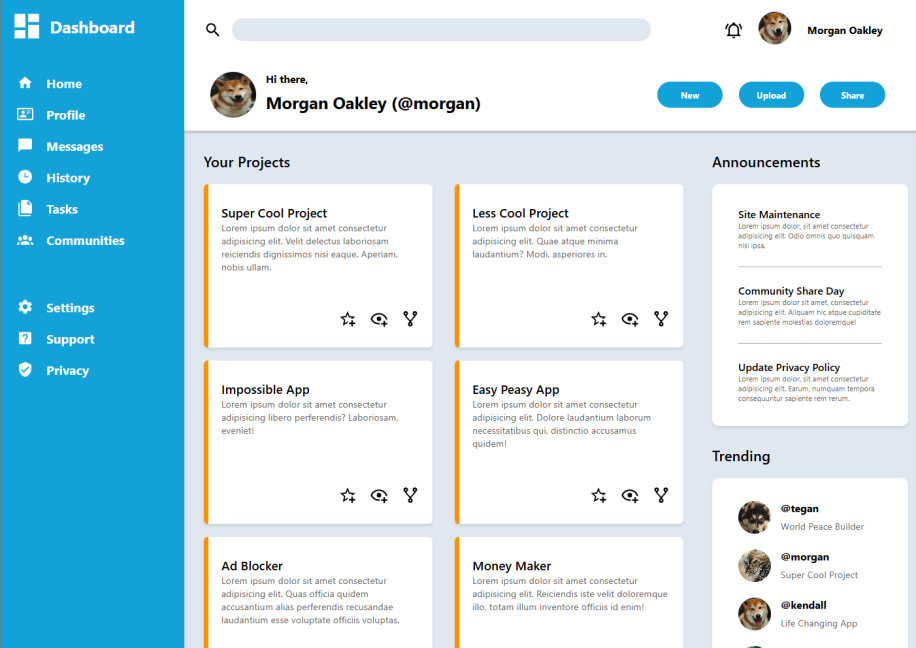 Dashboard
Home
Profile
Messages
History
Tasks
Communities
Settings
Support
Privacy
Morgan Oakley
Hi there,
Morgan Oakley (@morgan)
New
Upload
Share
Your Projects
Super Cool Project
Lorem ipsum dolor sit amet consectetur
adipisicing elit. Velit delectus laboriosam
reiciendis dignissimos nisi eaque. Aperiam,
nobis ullam.
Less Cool Project
Lorem ipsum dolor sit amet consectetur
adipisicing elit. Quae atque minima
laudantium? Modi, asperiores in.
Impossible App
Lorem ipsum dolor sit amet consectetur
adipisicing libero perferendis? Laboriosam,
eveniet!
Easy Peasy App
Lorem ipsum dolor sit amet consectetur
adipisicing elit. Dolore laudantium laborum
necessitatibus qui, distinctio accusamus
quidem!
Ad Blocker
Lorem ipsum dolor sit amet consectetur
adipisicing elit. Quas officia quidem
accusantium alias perferendis recusandae
laudantium esse voluptate officiis voluptas.
Money Maker
Lorem ipsum dolor sit amet consectetur
adipisicing elit. Reiciendis iste velit doloremque
illo, totam illum inventore officiis id enim!
Announcements
Site Maintenance
Lorem ipsum dolor, sit amet consectetur
adipisicing elit. Odio omnis quo quisquam
nisi ipsa.
Community Share Day
Lorem ipsum dolor sit amet, consectetur
adipisicing elit. Aliquam hic atque cupiditate
rem sapiente molestias doloremque!
Update Privacy Policy
Lorem ipsum dolor, sit amet consectetur
adipisicing elit. Earum, numquam tempora
consequuntur sapiente rem rerum.
Trending
@tegan
World Peace Builder
@morgan
Super Cool Project
@kendall
Life Changing App